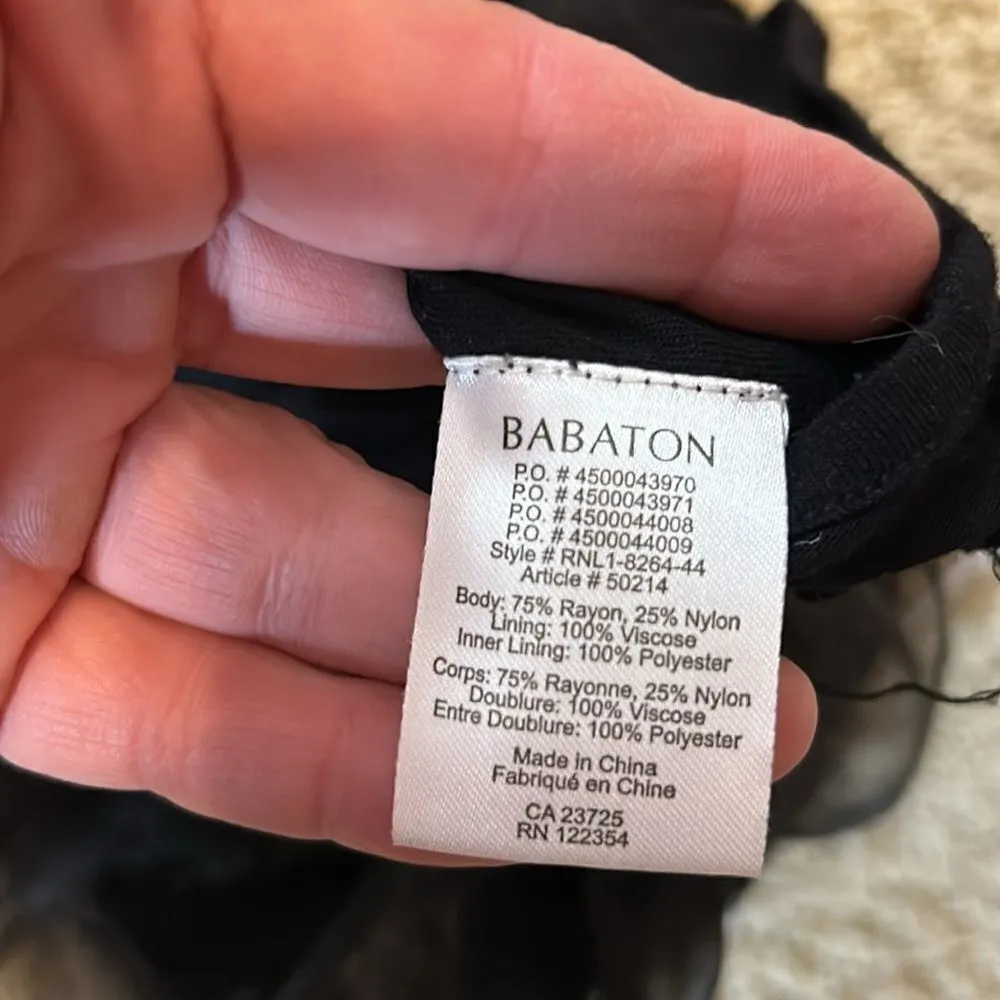 BABATON
P.O. # 4500043970
P.O. # 4500043971
P.O. # 4500044008
P.O. # 4500044009
Style # RNL1-8264-44
Article # 50214
Body: 75% Rayon, 25% Nylon
Lining: 100% Viscose
Inner Lining: 100% Polyester
Corps: 75% Rayonne, 25% Nylon
Doublure: 100% Viscose
Entre Doublure: 100% Polyester
Made in China
Fabriqué en Chine
CA 23725
RN 122354